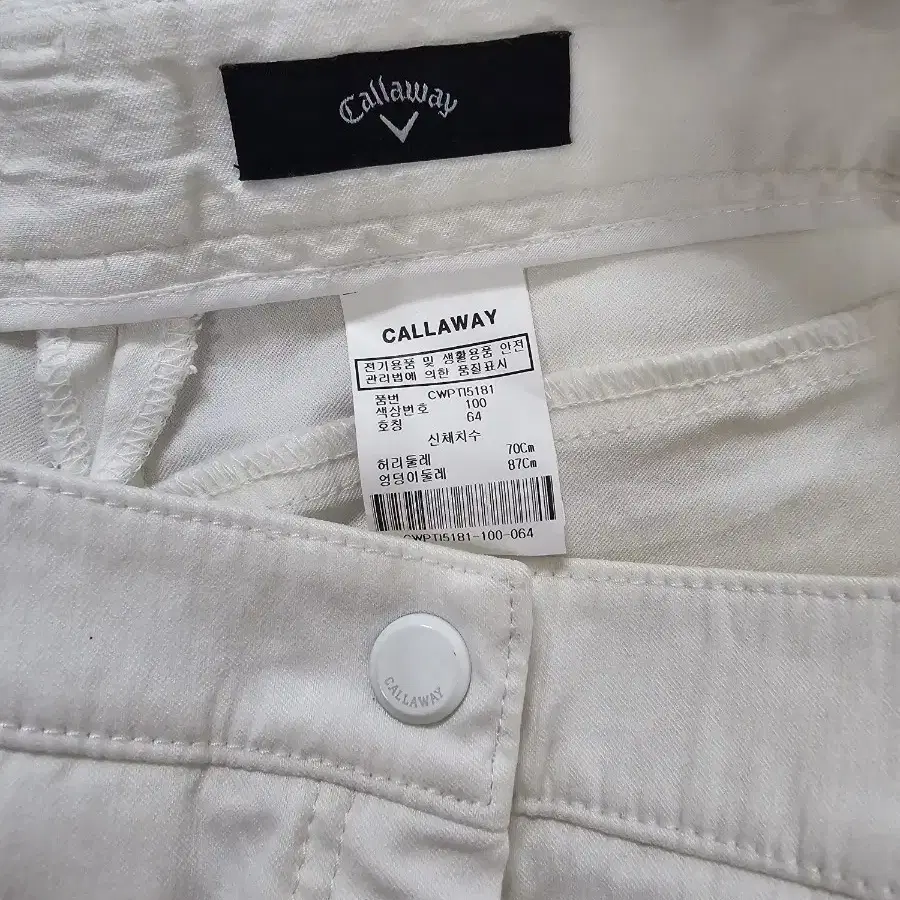 Callaway
CALLAWAY
전기용품 및 생활용품 안전
관리법에 의한 품질표시
품번 CWPTI5181
색상번호 100
호칭 64
신체치수
허리둘레 70Cm
엉덩이둘레 87Cm
CWPTI5181-100-064
CALLAWAY